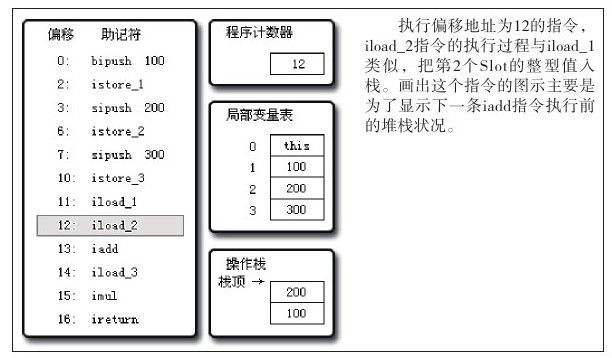 偏移 助记符
0: bipush 100
2: istore_1
3: sipush 200
6: istore_2
7: sipush 300
10: istore_3
11: iload_1
12: iload_2
13: iadd
14: iload_3
15: imul
16: ireturn
程序计数器
12
局部变量表
0 this
1 100
2 200
3 300
操作栈
栈顶 →
200
100
执行偏移地址为12的指令,
iload_2指令的执行过程与iload_1
类似，把第2个Slot的整型值入
栈。画出这个指令的图示主要是
为了显示下一条iadd指令执行前
的堆栈状况。